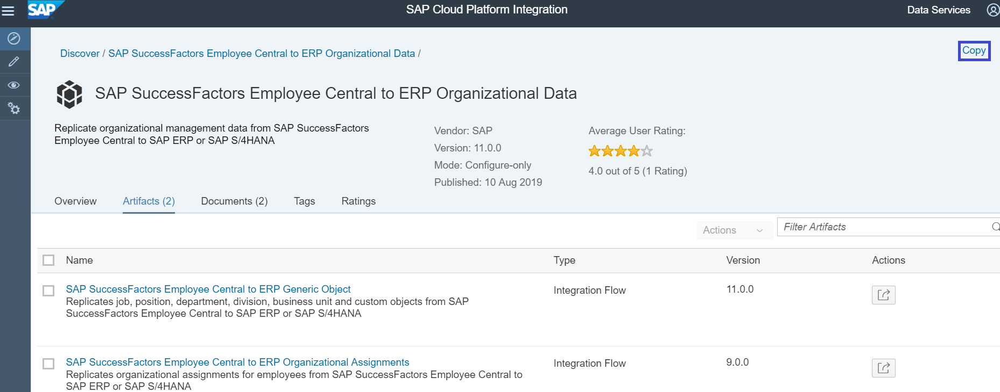 SAP
SAP Cloud Platform Integration
Data Services
Discover / SAP SuccessFactors Employee Central to ERP Organizational Data /
Copy
SAP SuccessFactors Employee Central to ERP Organizational Data
Replicate organizational management data from SAP SuccessFactors
Employee Central to SAP ERP or SAP S/4HANA
Vendor: SAP
Version: 11.0.0
Mode: Configure-only
Published: 10 Aug 2019
Average User Rating:
4.0 out of 5 (1 Rating)
Overview
Artifacts (2)
Documents (2)
Tags
Ratings
Actions
Filter Artifacts
Name
Type
Version
Actions
SAP SuccessFactors Employee Central to ERP Generic Object
Replicates job, position, department, division, business unit and custom objects from SAP
SuccessFactors Employee Central to SAP ERP or SAP S/4HANA
Integration Flow
11.0.0
SAP SuccessFactors Employee Central to ERP Organizational Assignments
Replicates organizational assignments for employees from SAP SuccessFactors Employee Central to
SAP ERP or SAP S/4HANA
Integration Flow
9.0.0